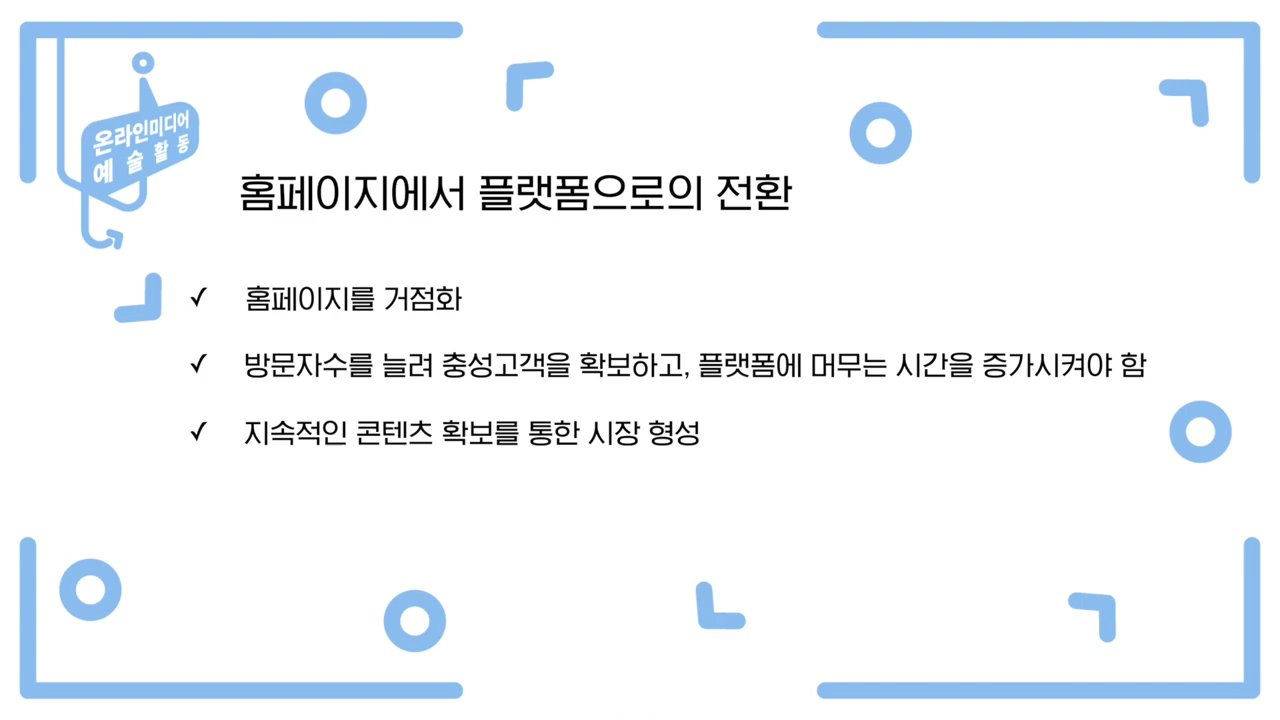 온라인미디어
예술활동
홈페이지에서 플랫폼으로의 전환
✓ 홈페이지를 거점화
✓ 방문자수를 늘려 충성고객을 확보하고, 플랫폼에 머무는 시간을 증가시켜야 함
✓ 지속적인 콘텐츠 확보를 통한 시장 형성